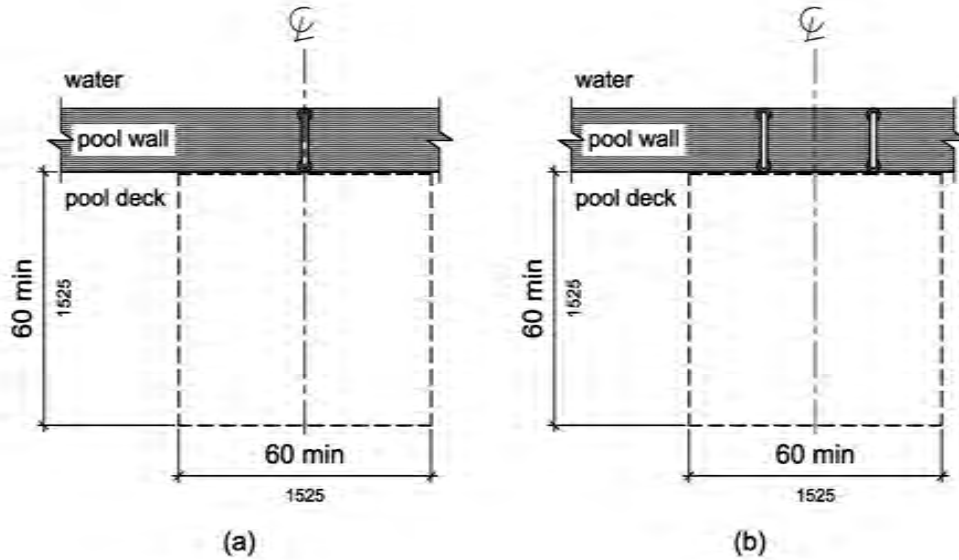 ℄
water
pool wall
pool deck
60 min
1525
60 min
1525
(a)
℄
water
pool wall
pool deck
60 min
1525
60 min
1525
(b)